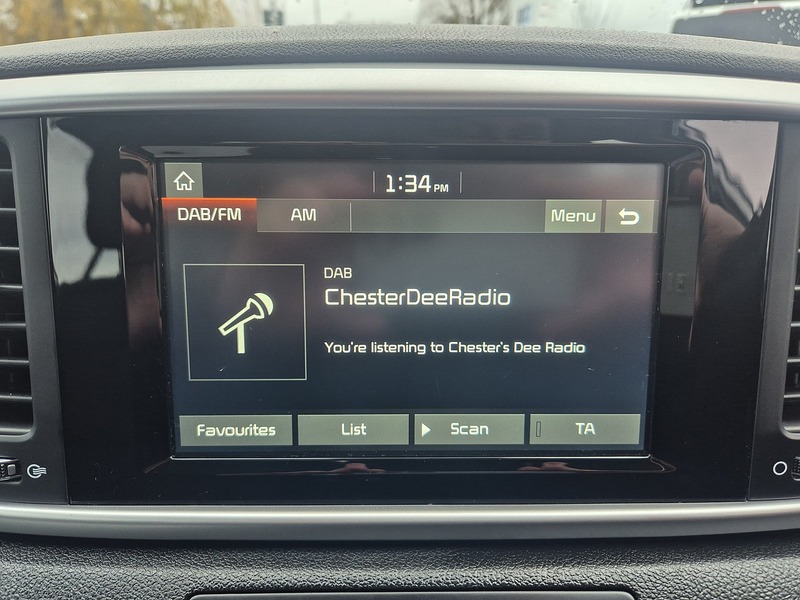 1:34 PM
DAB/FM AM Menu
DAB
ChesterDeeRadio
You're listening to Chester's Dee Radio
Favourites List Scan TA